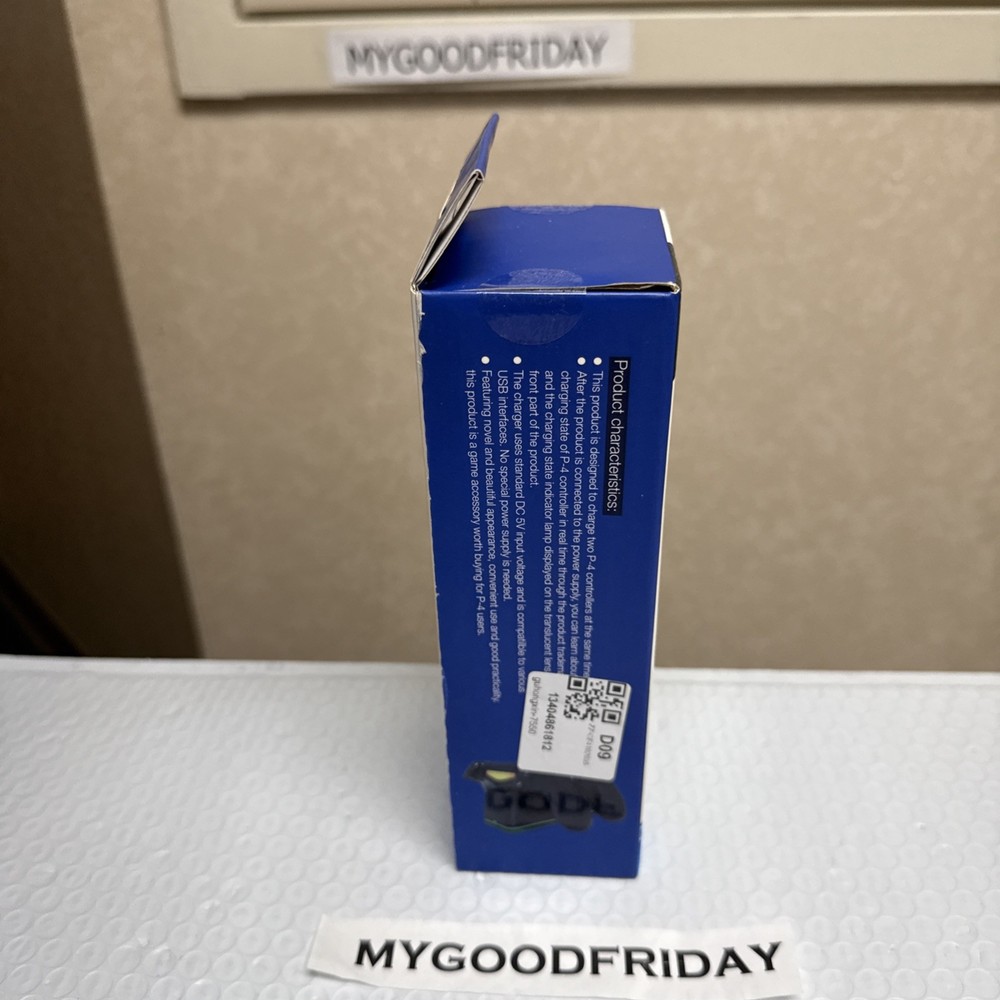 MYGOODFRIDAY
Product characteristics:
• This product is designed to charge two P-4 controllers at the same time
• After the product is connected to the power supply, you can learn about
charging state of P-4 controller in real time through the product
and the charging state indicator lamp displayed on the translucent lens
front part of the product.
• The charger uses standard DC 5V input voltage and is compatible to various
USB interfaces. No special power supply is needed.
• Featuring novel and beautiful appearance, convenient use and good practicality,
this product is a game accessory worth buying for P-4 users.
D09
13404861812
MYGOODFRIDAY